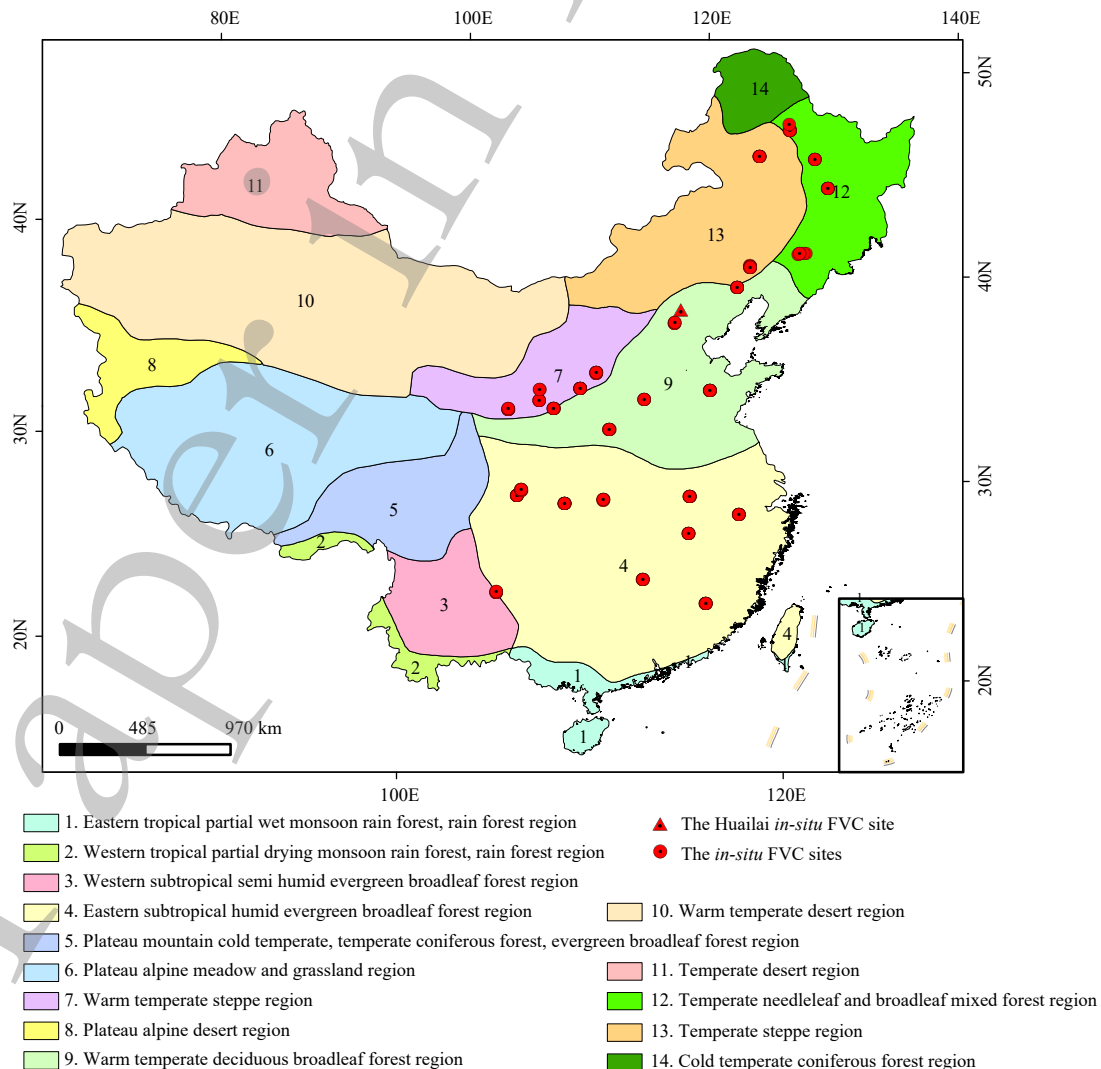 80E 100E 120E 140E
50N
40N
30N
20N
40N
30N
20N
14
11
12
13
10
8
7
9
6
5
2
4
3
4
2
1
1
1
1
0 485 970 km
100E 120E
1. Eastern tropical partial wet monsoon rain forest, rain forest region
2. Western tropical partial drying monsoon rain forest, rain forest region
3. Western subtropical semi humid evergreen broadleaf forest region
4. Eastern subtropical humid evergreen broadleaf forest region
5. Plateau mountain cold temperate, temperate coniferous forest, evergreen broadleaf forest region
6. Plateau alpine meadow and grassland region
7. Warm temperate steppe region
8. Plateau alpine desert region
9. Warm temperate deciduous broadleaf forest region
The Huailai in-situ FVC site
The in-situ FVC sites
10. Warm temperate desert region
11. Temperate desert region
12. Temperate needleleaf and broadleaf mixed forest region
13. Temperate steppe region
14. Cold temperate coniferous forest region